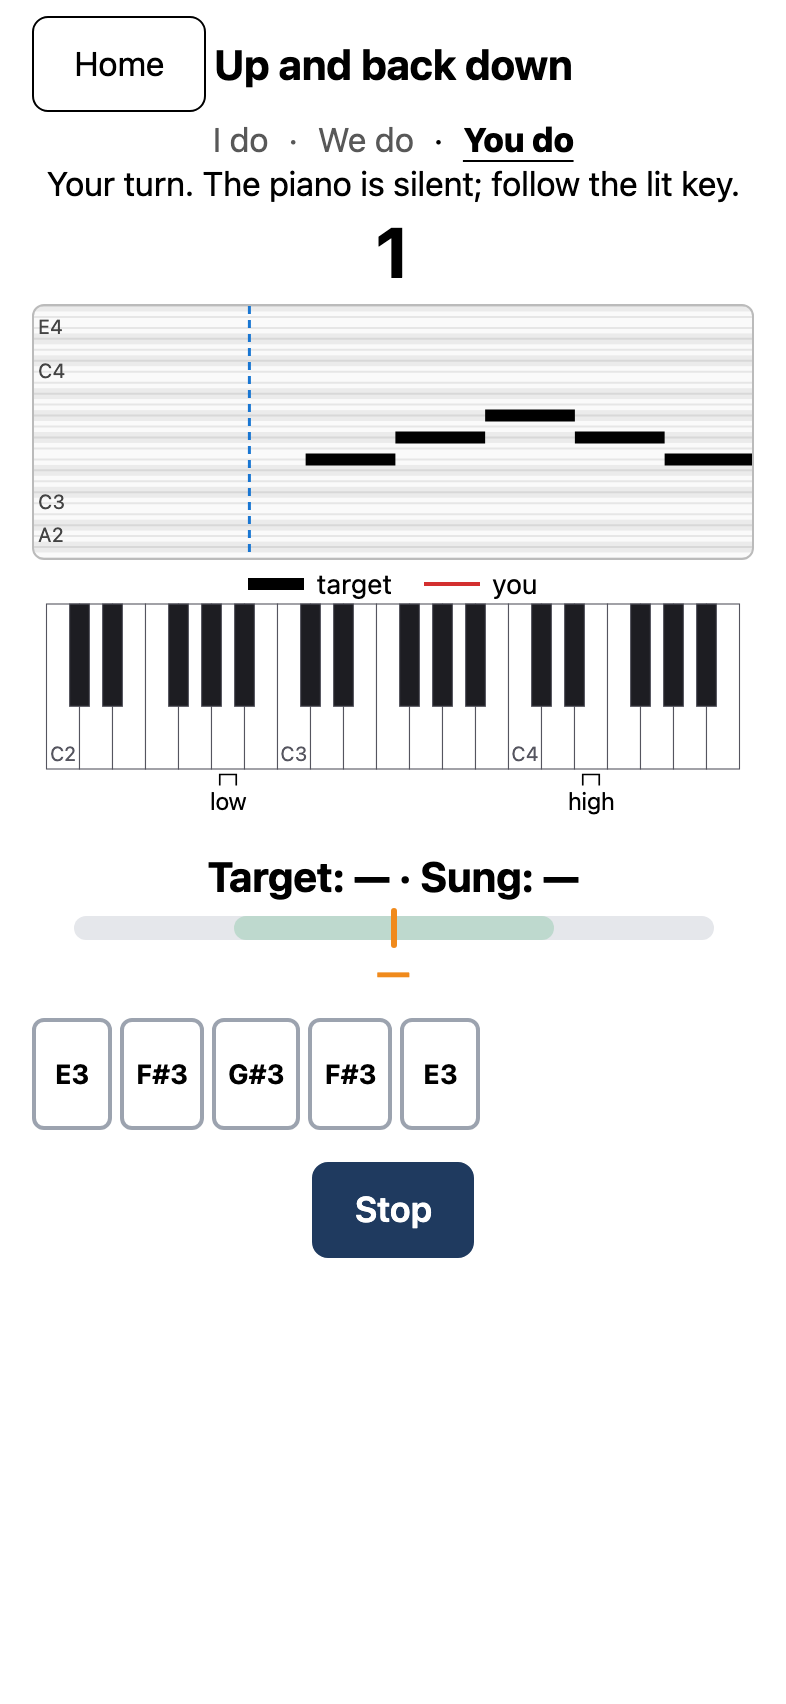 Home Up and back down
I do · We do · You do
Your turn. The piano is silent; follow the lit key.
1
E4
C4
C3
A2
target you
C2 C3 C4
low high
Target: — · Sung: —
—
E3 F#3 G#3 F#3 E3
Stop